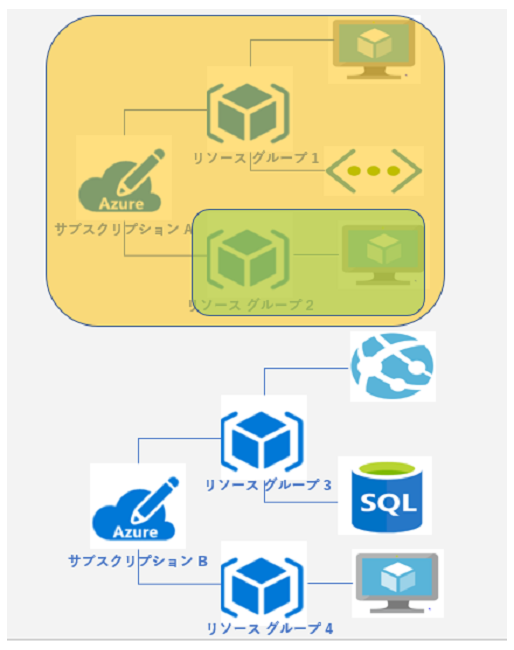 リソース グループ 1
Azure
サブスクリプション A
リソース グループ 2
リソース グループ 3
SQL
Azure
サブスクリプション B
リソース グループ 4